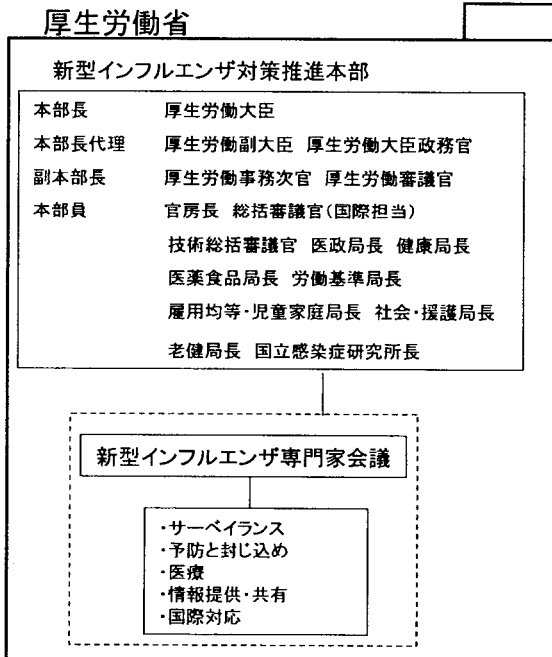 厚生労働省
新型インフルエンザ対策推進本部
本部長 厚生労働大臣
本部長代理 厚生労働副大臣 厚生労働大臣政務官
副本部長 厚生労働事務次官 厚生労働審議官
本部員 官房長 総括審議官(国際担当)
技術総括審議官 医政局長 健康局長
医薬食品局長 労働基準局長
雇用均等・児童家庭局長 社会・援護局長
老健局長 国立感染症研究所長
新型インフルエンザ専門家会議
・サーベイランス
・予防と封じ込め
・医療
・情報提供・共有
・国際対応